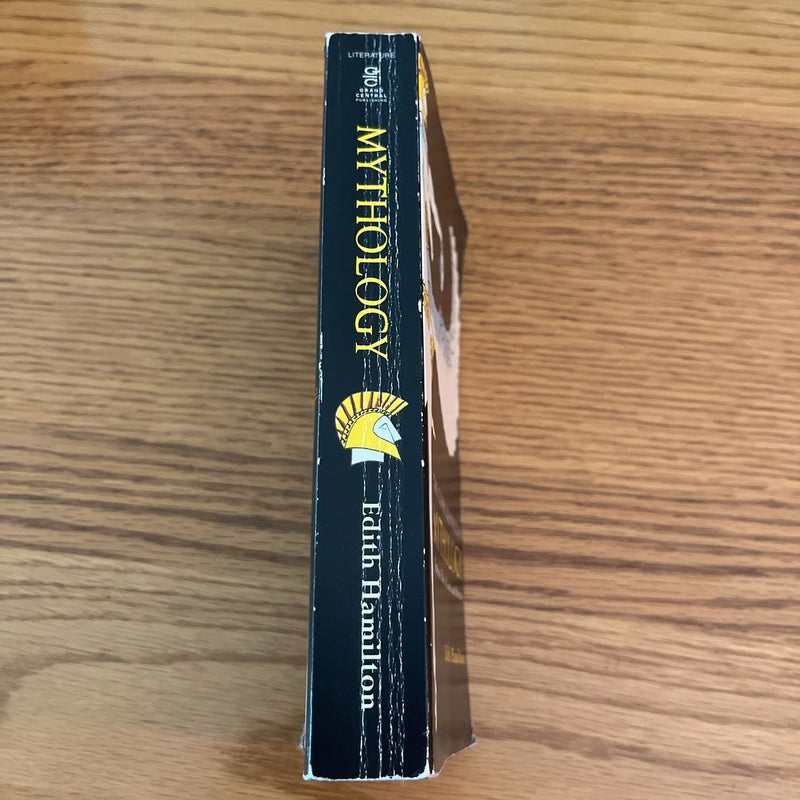 LITERATURE
GRAND
CENTRAL
PUBLISHING
MYTHOLOGY
Edith Hamilton